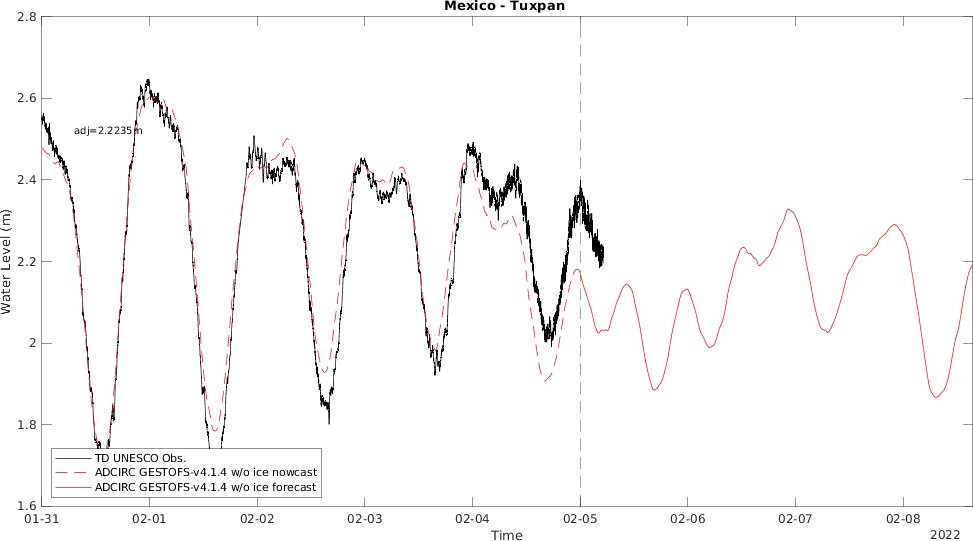 Mexico - Tuxpan
Water Level (m)
2.8
2.6
2.4
2.2
2
1.8
1.6
adj=2.2235 m
TD UNESCO Obs.
ADCIRC GESTOFS-v4.1.4 w/o ice nowcast
ADCIRC GESTOFS-v4.1.4 w/o ice forecast
01-31 02-01 02-02 02-03 02-04 02-05 02-06 02-07 02-08
Time
2022